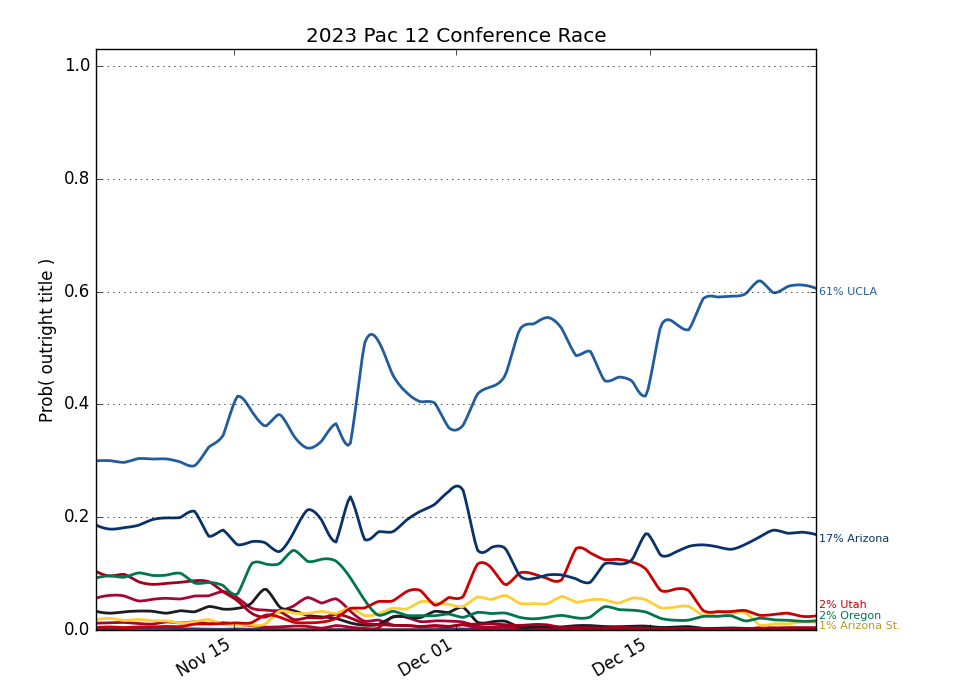 2023 Pac 12 Conference Race
Prob( outright title )
1.0
0.8
0.6
0.4
0.2
0.0
61% UCLA
17% Arizona
2% Utah
2% Oregon
1% Arizona St.
Nov 15
Dec 01
Dec 15